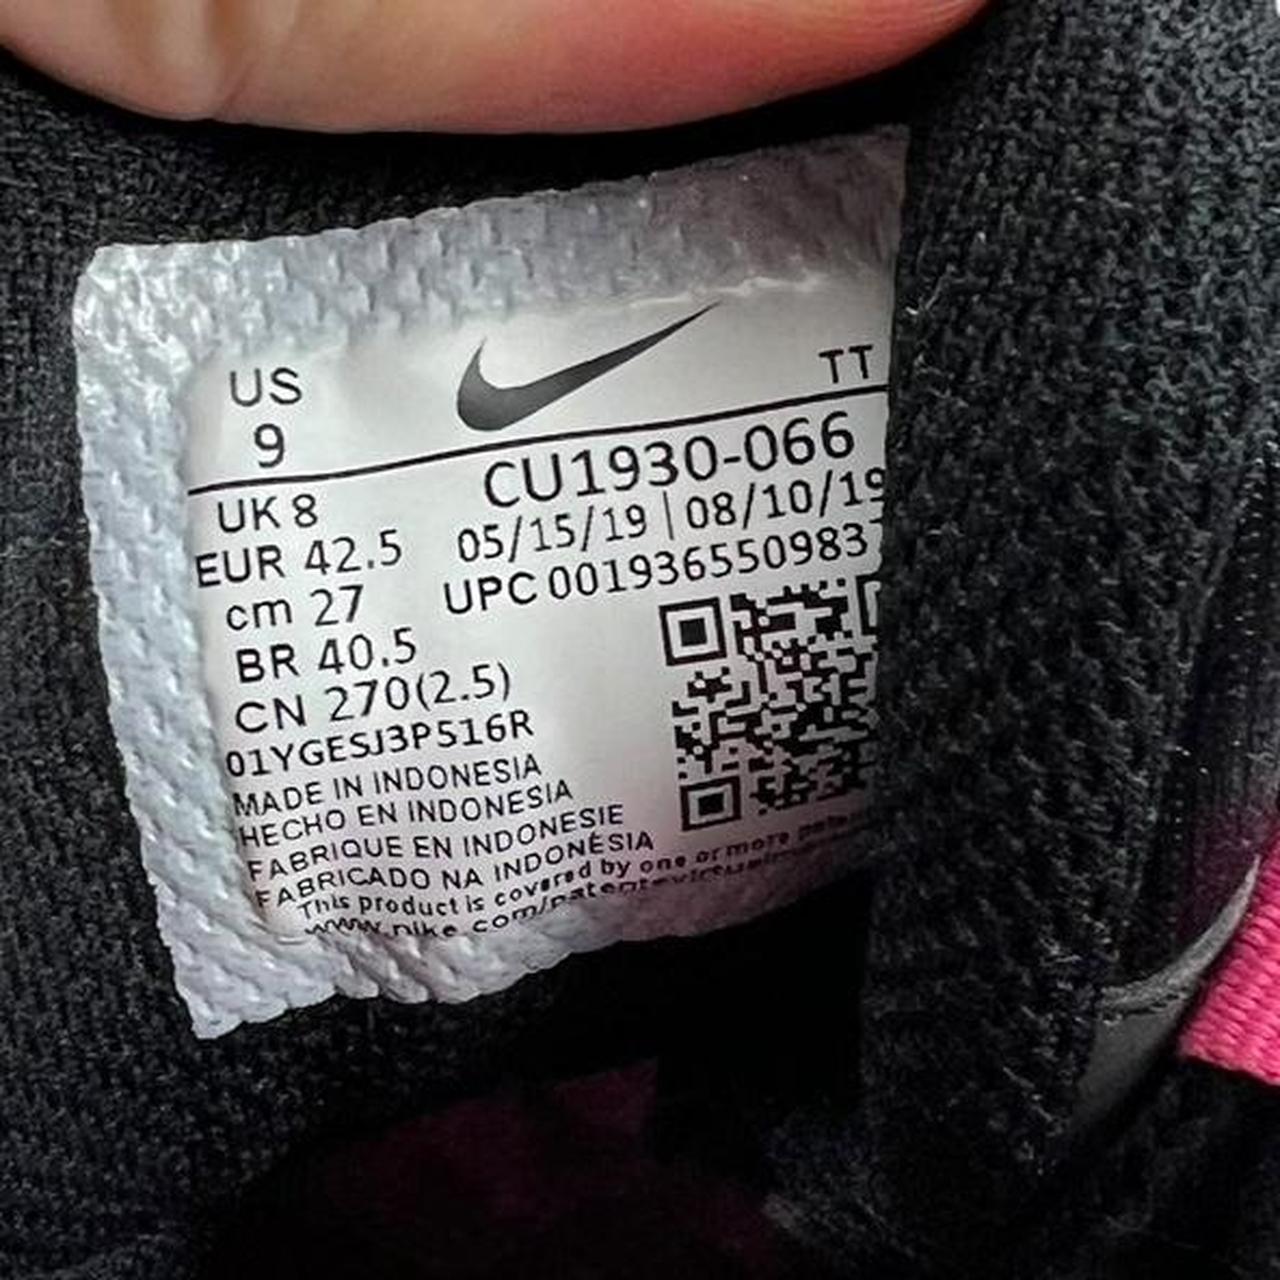 US
9
TT
UK 8
CU1930-066
EUR 42.5
05/15/19 | 08/10/19
cm 27
UPC 001936550983
BR 40.5
CN 270(2.5)
01YGESJ3P516R
MADE IN INDONESIA
HECHO EN INDONESIA
FABRIQUE EN INDONESIE
FABRICADO NA INDONÉSIA
This product is covered by one or more
www.nike.com/patents